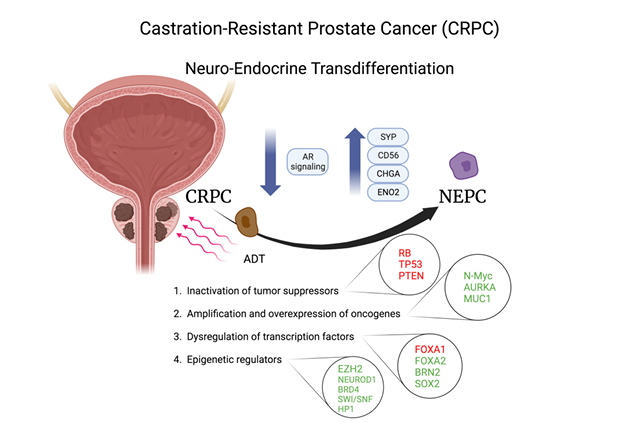 Castration-Resistant Prostate Cancer (CRPC)
Neuro-Endocrine Transdifferentiation
AR
signaling
SYP
CD56
CHGA
ENO2
CRPC
NEPC
ADT
RB
TP53
PTEN
1. Inactivation of tumor suppressors
N-Myc
AURKA
MUC1
2. Amplification and overexpression of oncogenes
3. Dysregulation of transcription factors
FOXA1
FOXA2
BRN2
SOX2
4. Epigenetic regulators
EZH2
NEUROD1
BRD4
SWI/SNF
HP1